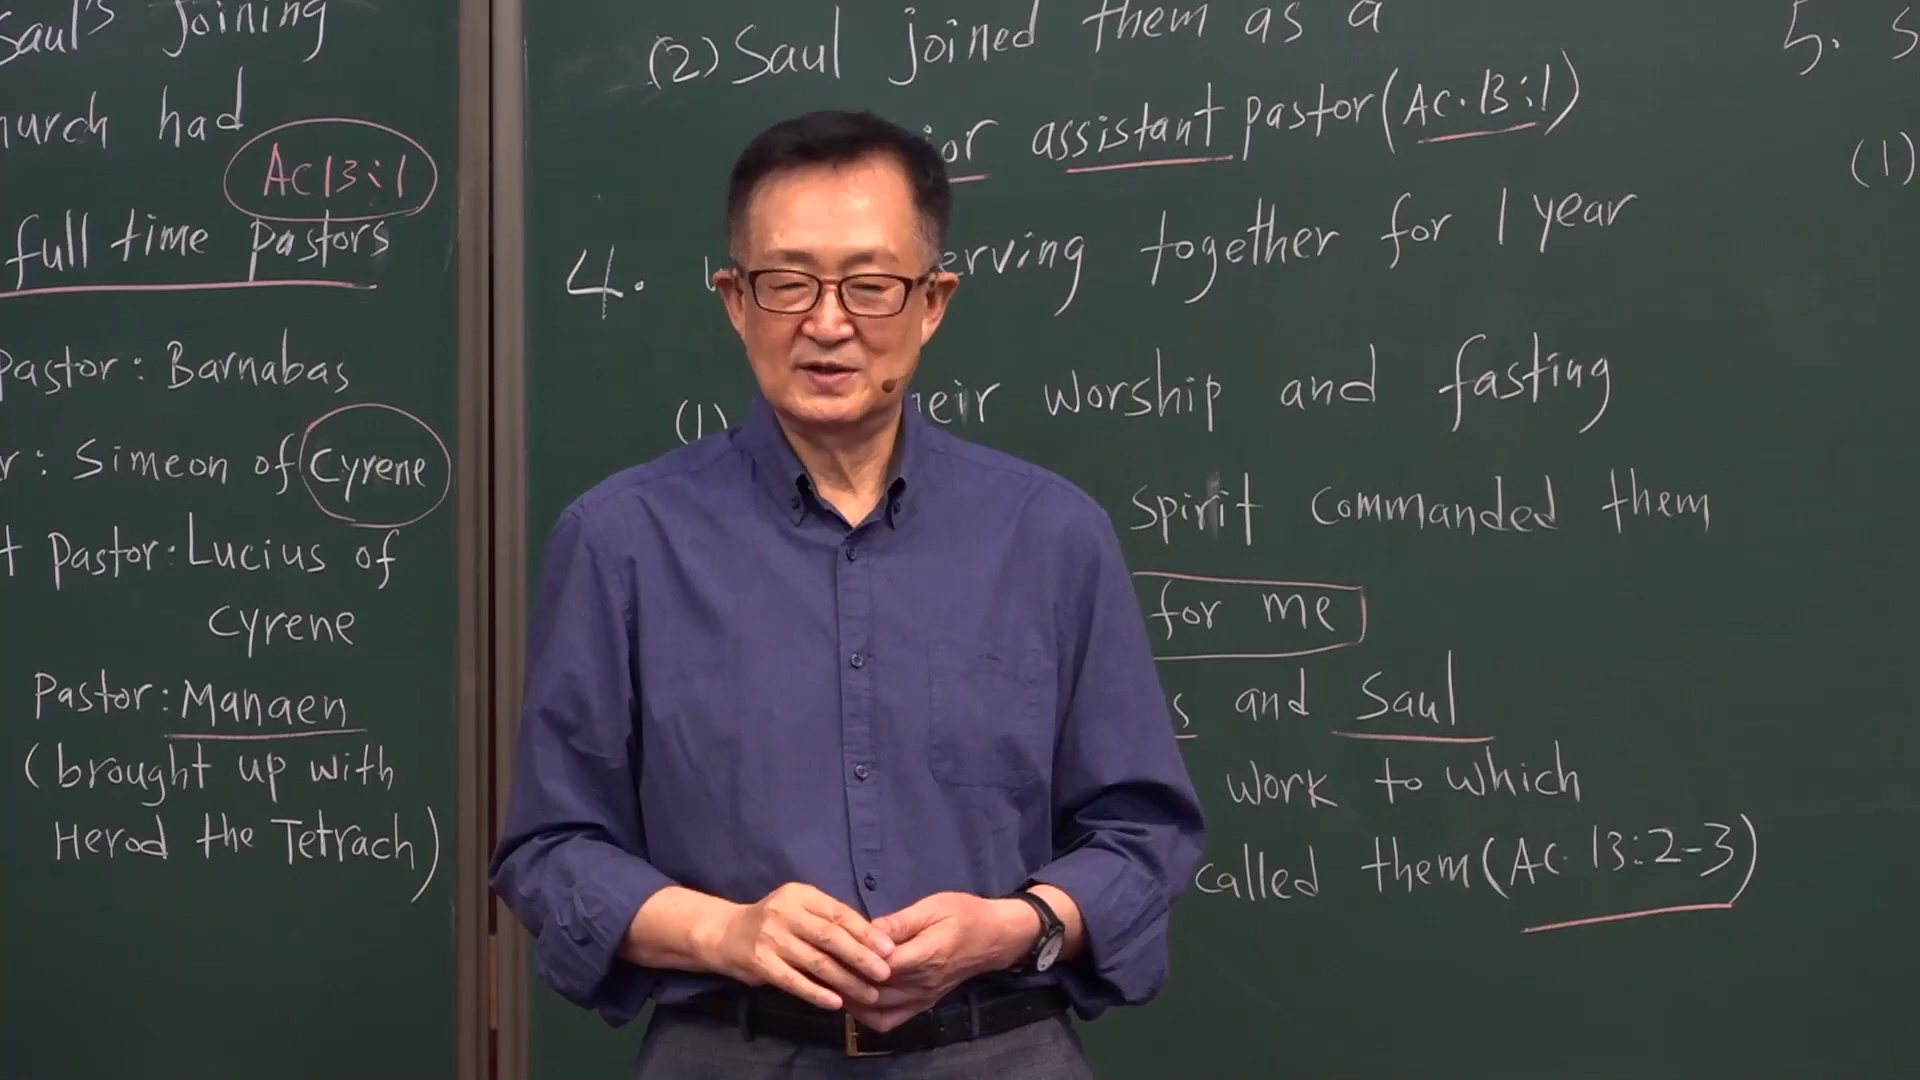 Saul's joining
church had
Ac 13:1
full time pastors
pastor: Barnabas
r: Simeon of Cyrene
t pastor: Lucius of
Cyrene
Pastor: Manaen
(brought up with
Herod the Tetrach)
(2) Saul joined them as a
ior assistant pastor (Ac. 13:1)
4. erving together for 1 year
(1) heir worship and fasting
spirit commanded them
for me
s and Saul
work to which
called them (Ac. 13:2-3)
5. S
(1)